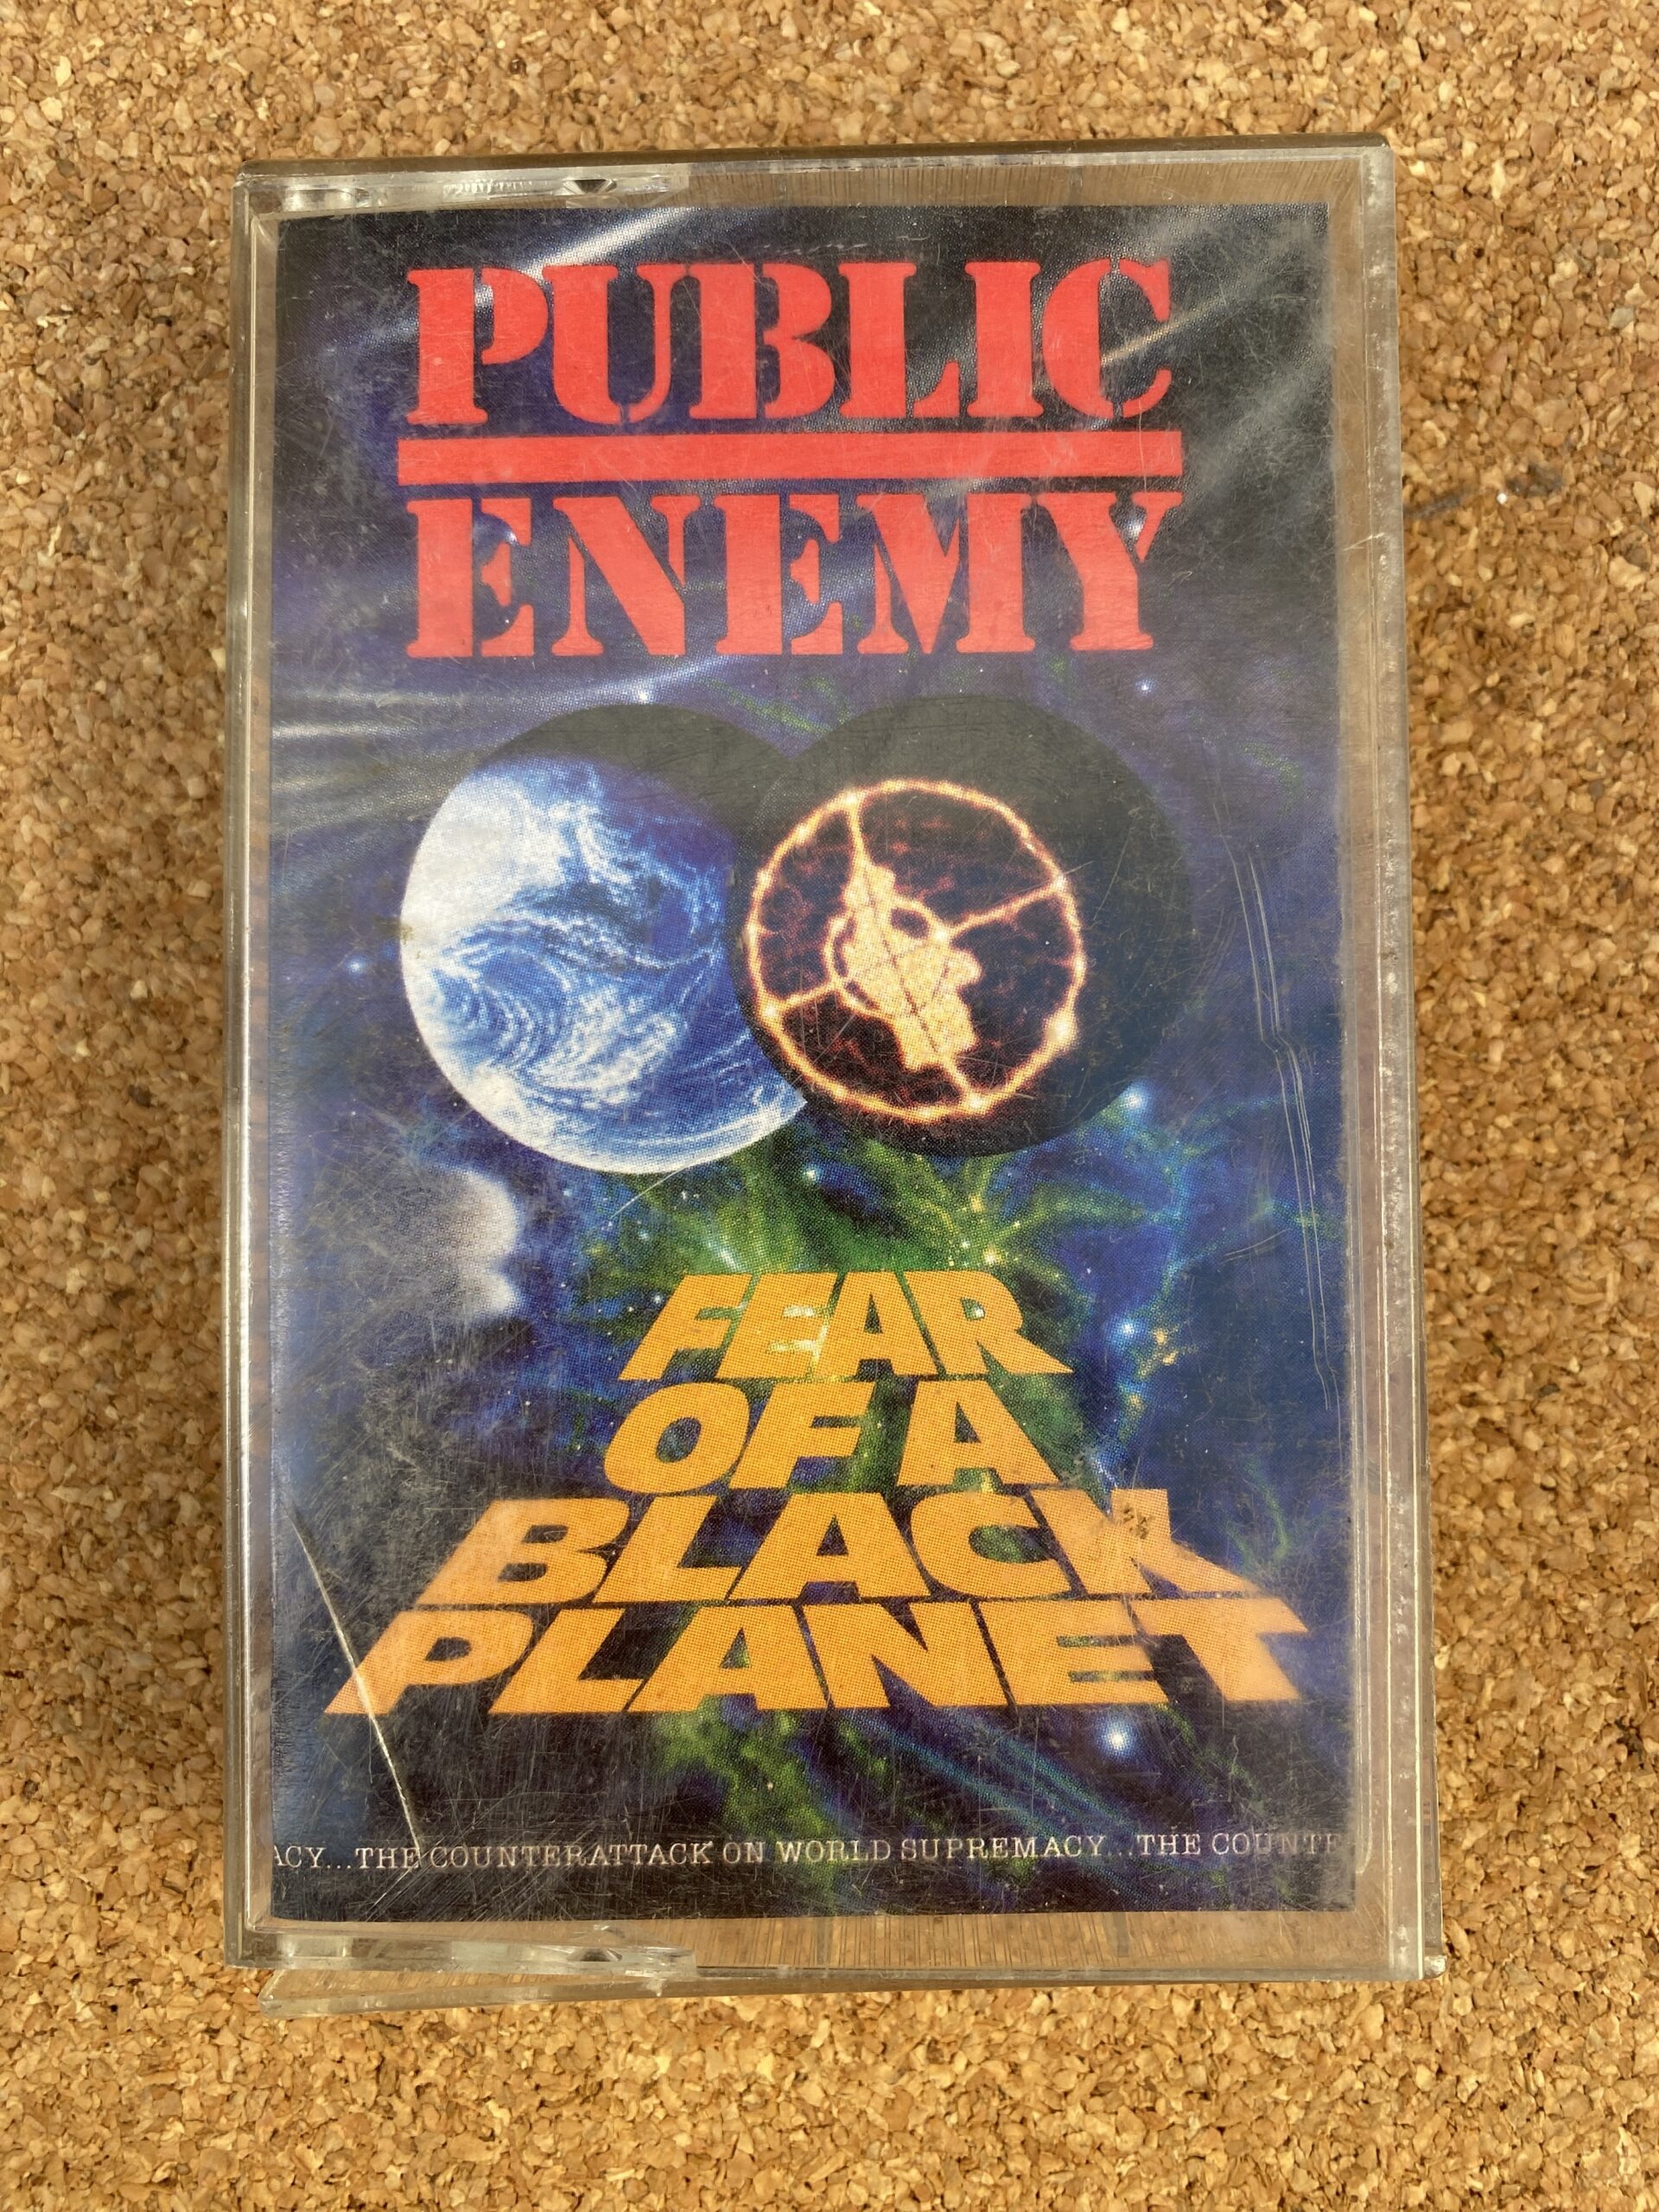 PUBLIC
ENEMY
FEAR
OF A
BLACK
PLANET
ACY...THE COUNTERATTACK ON WORLD SUPREMACY...THE COUNTE